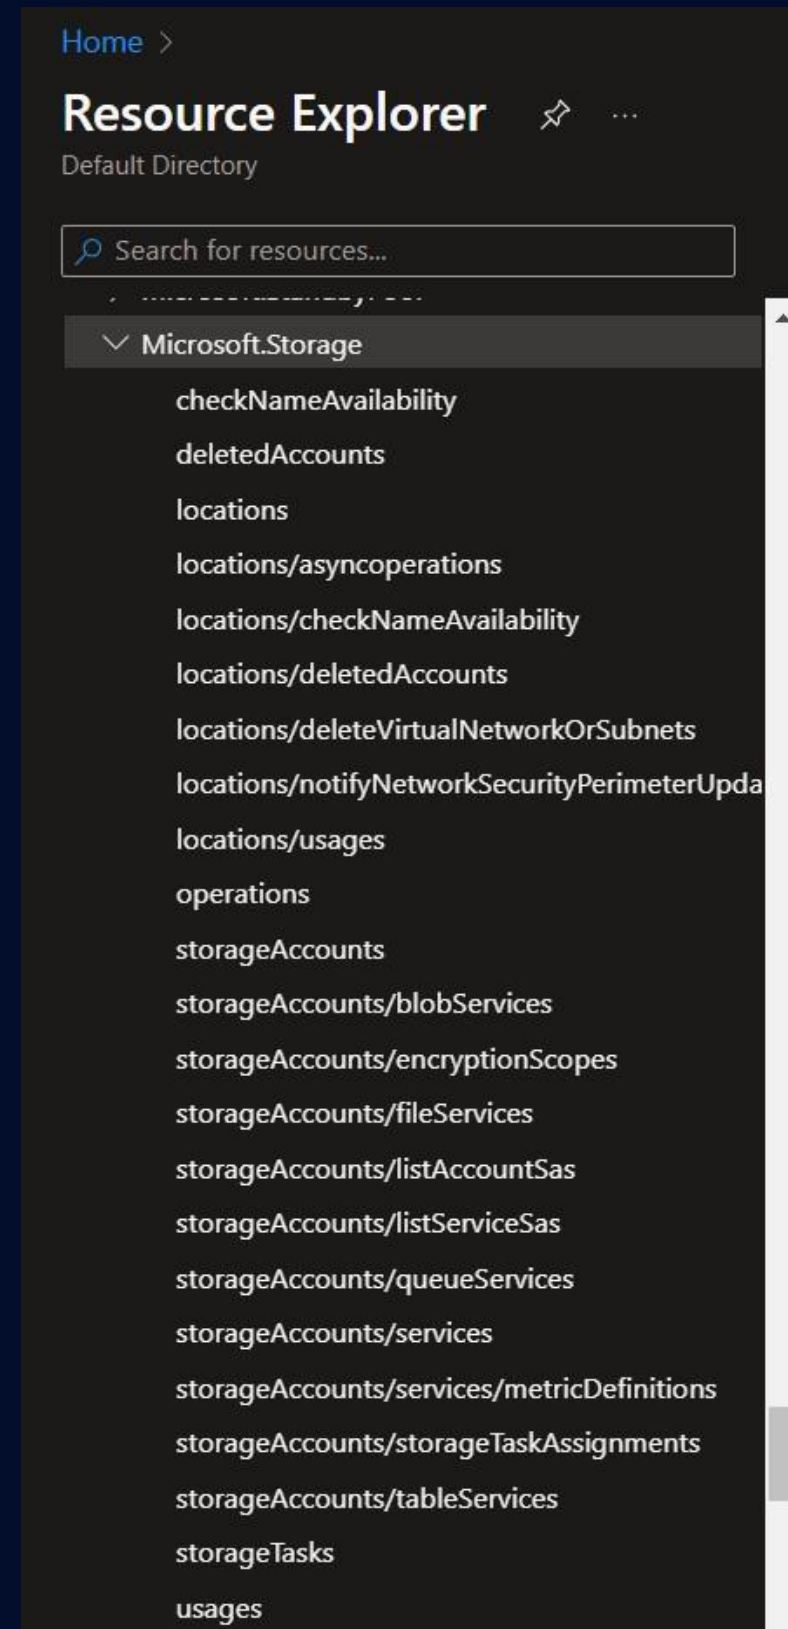 Home >
Resource Explorer ...
Default Directory
Search for resources...
Microsoft.Storage
checkNameAvailability
deletedAccounts
locations
locations/asyncoperations
locations/checkNameAvailability
locations/deletedAccounts
locations/deleteVirtualNetworkOrSubnets
locations/notifyNetworkSecurityPerimeterUpda
locations/usages
operations
storageAccounts
storageAccounts/blobServices
storageAccounts/encryptionScopes
storageAccounts/fileServices
storageAccounts/listAccountSas
storageAccounts/listServiceSas
storageAccounts/queueServices
storageAccounts/services
storageAccounts/services/metricDefinitions
storageAccounts/storageTaskAssignments
storageAccounts/tableServices
storageTasks
usages